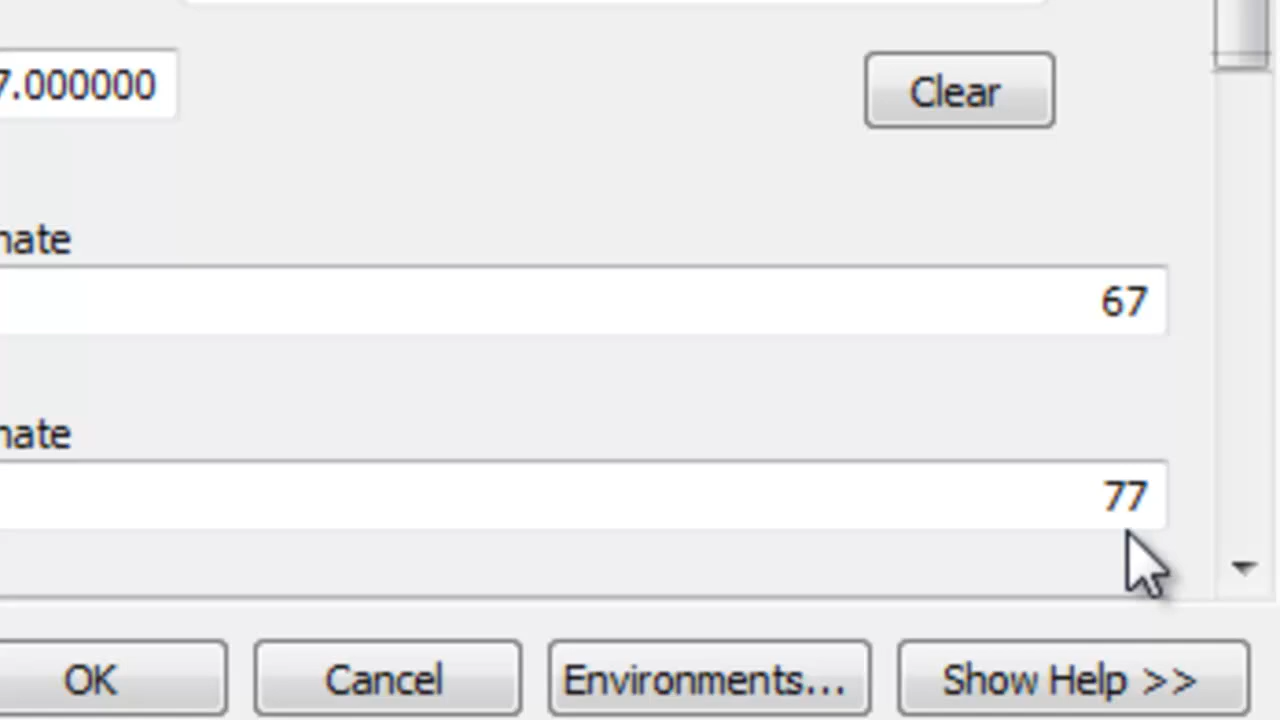 7.000000
Clear
nate
67
nate
77
OK
Cancel
Environments...
Show Help >>